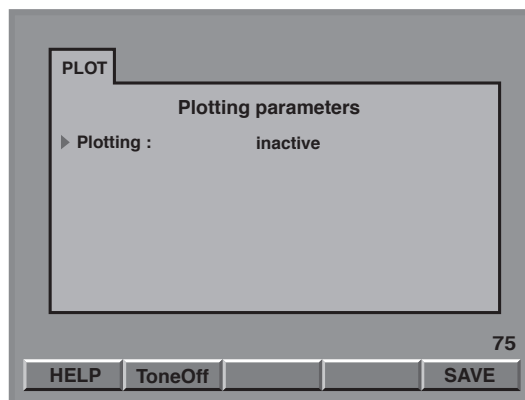 PLOT
Plotting parameters
Plotting : inactive
75
HELP ToneOff SAVE